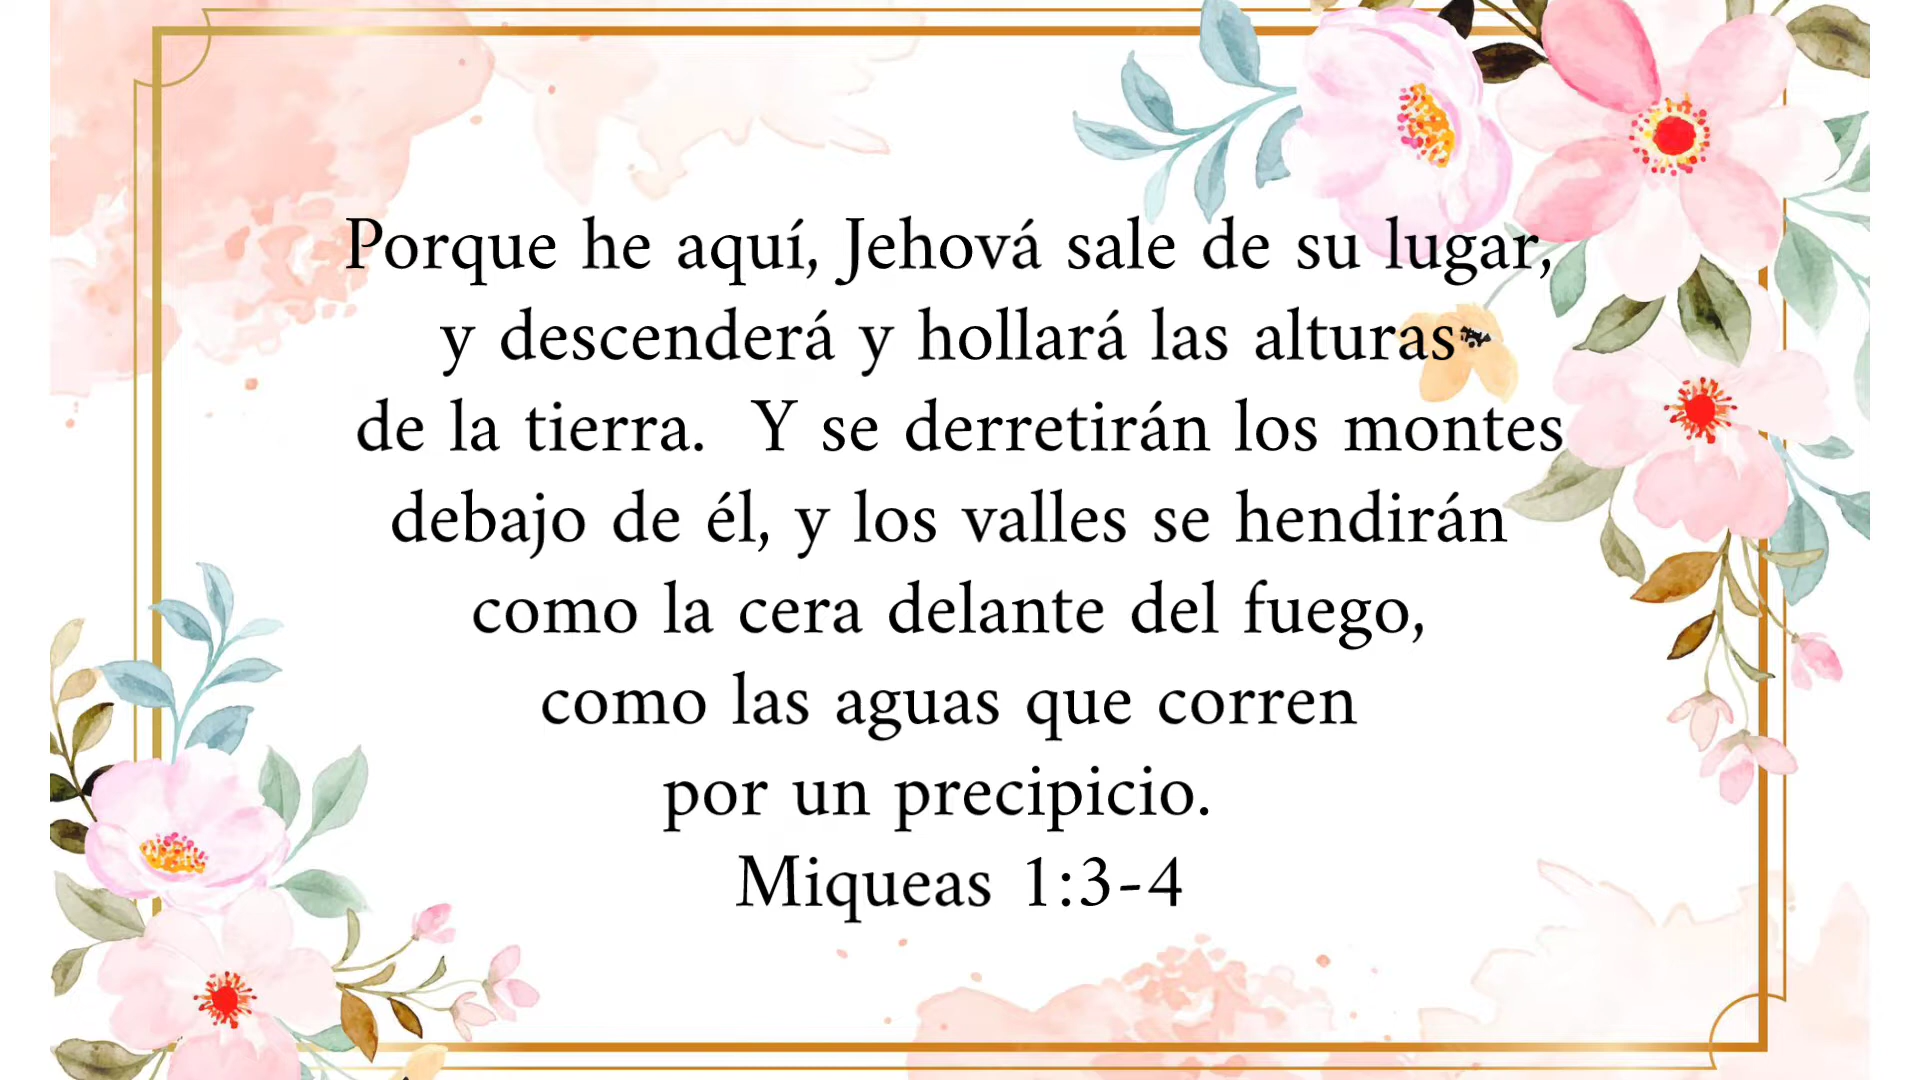 Porque he aquí, Jehová sale de su lugar,
y descenderá y hollará las alturas
de la tierra.  Y se derretirán los montes
debajo de él, y los valles se hendirán
como la cera delante del fuego,
como las aguas que corren
por un precipicio.
Miqueas 1:3-4